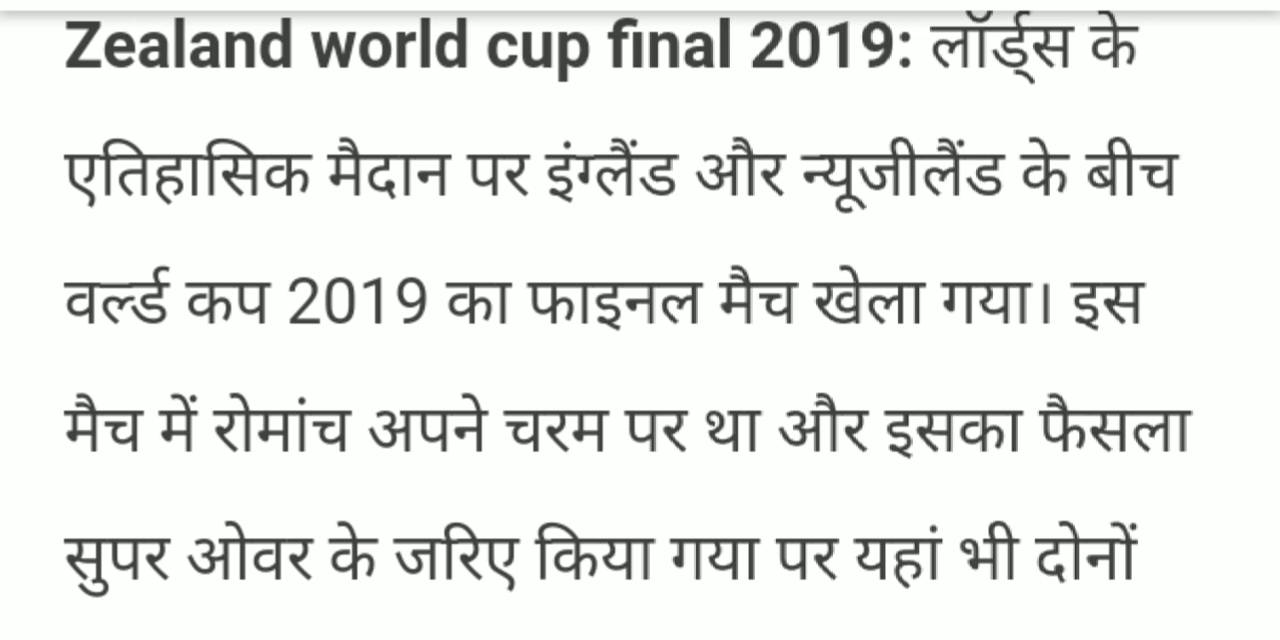 Zealand world cup final 2019: लॉर्ड्स के
एतिहासिक मैदान पर इंग्लैंड और न्यूजीलैंड के बीच
वर्ल्ड कप 2019 का फाइनल मैच खेला गया। इस
मैच में रोमांच अपने चरम पर था और इसका फैसला
सुपर ओवर के जरिए किया गया पर यहां भी दोनों